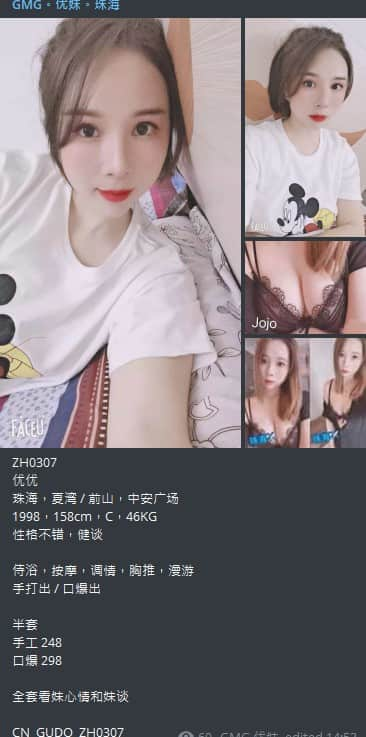 GMG。优妹。珠海
FACEU
Jojo
ZH0307
优优
珠海，夏湾 / 前山，中安广场
1998，158cm，C，46KG
性格不错，健谈
侍浴，按摩，调情，胸推，漫游
手打出 / 口爆出
半套
手工 248
口爆 298
全套看妹心情和妹谈
CN_GUDO_ZH0307
60 GMG 优妹, edited 14:52